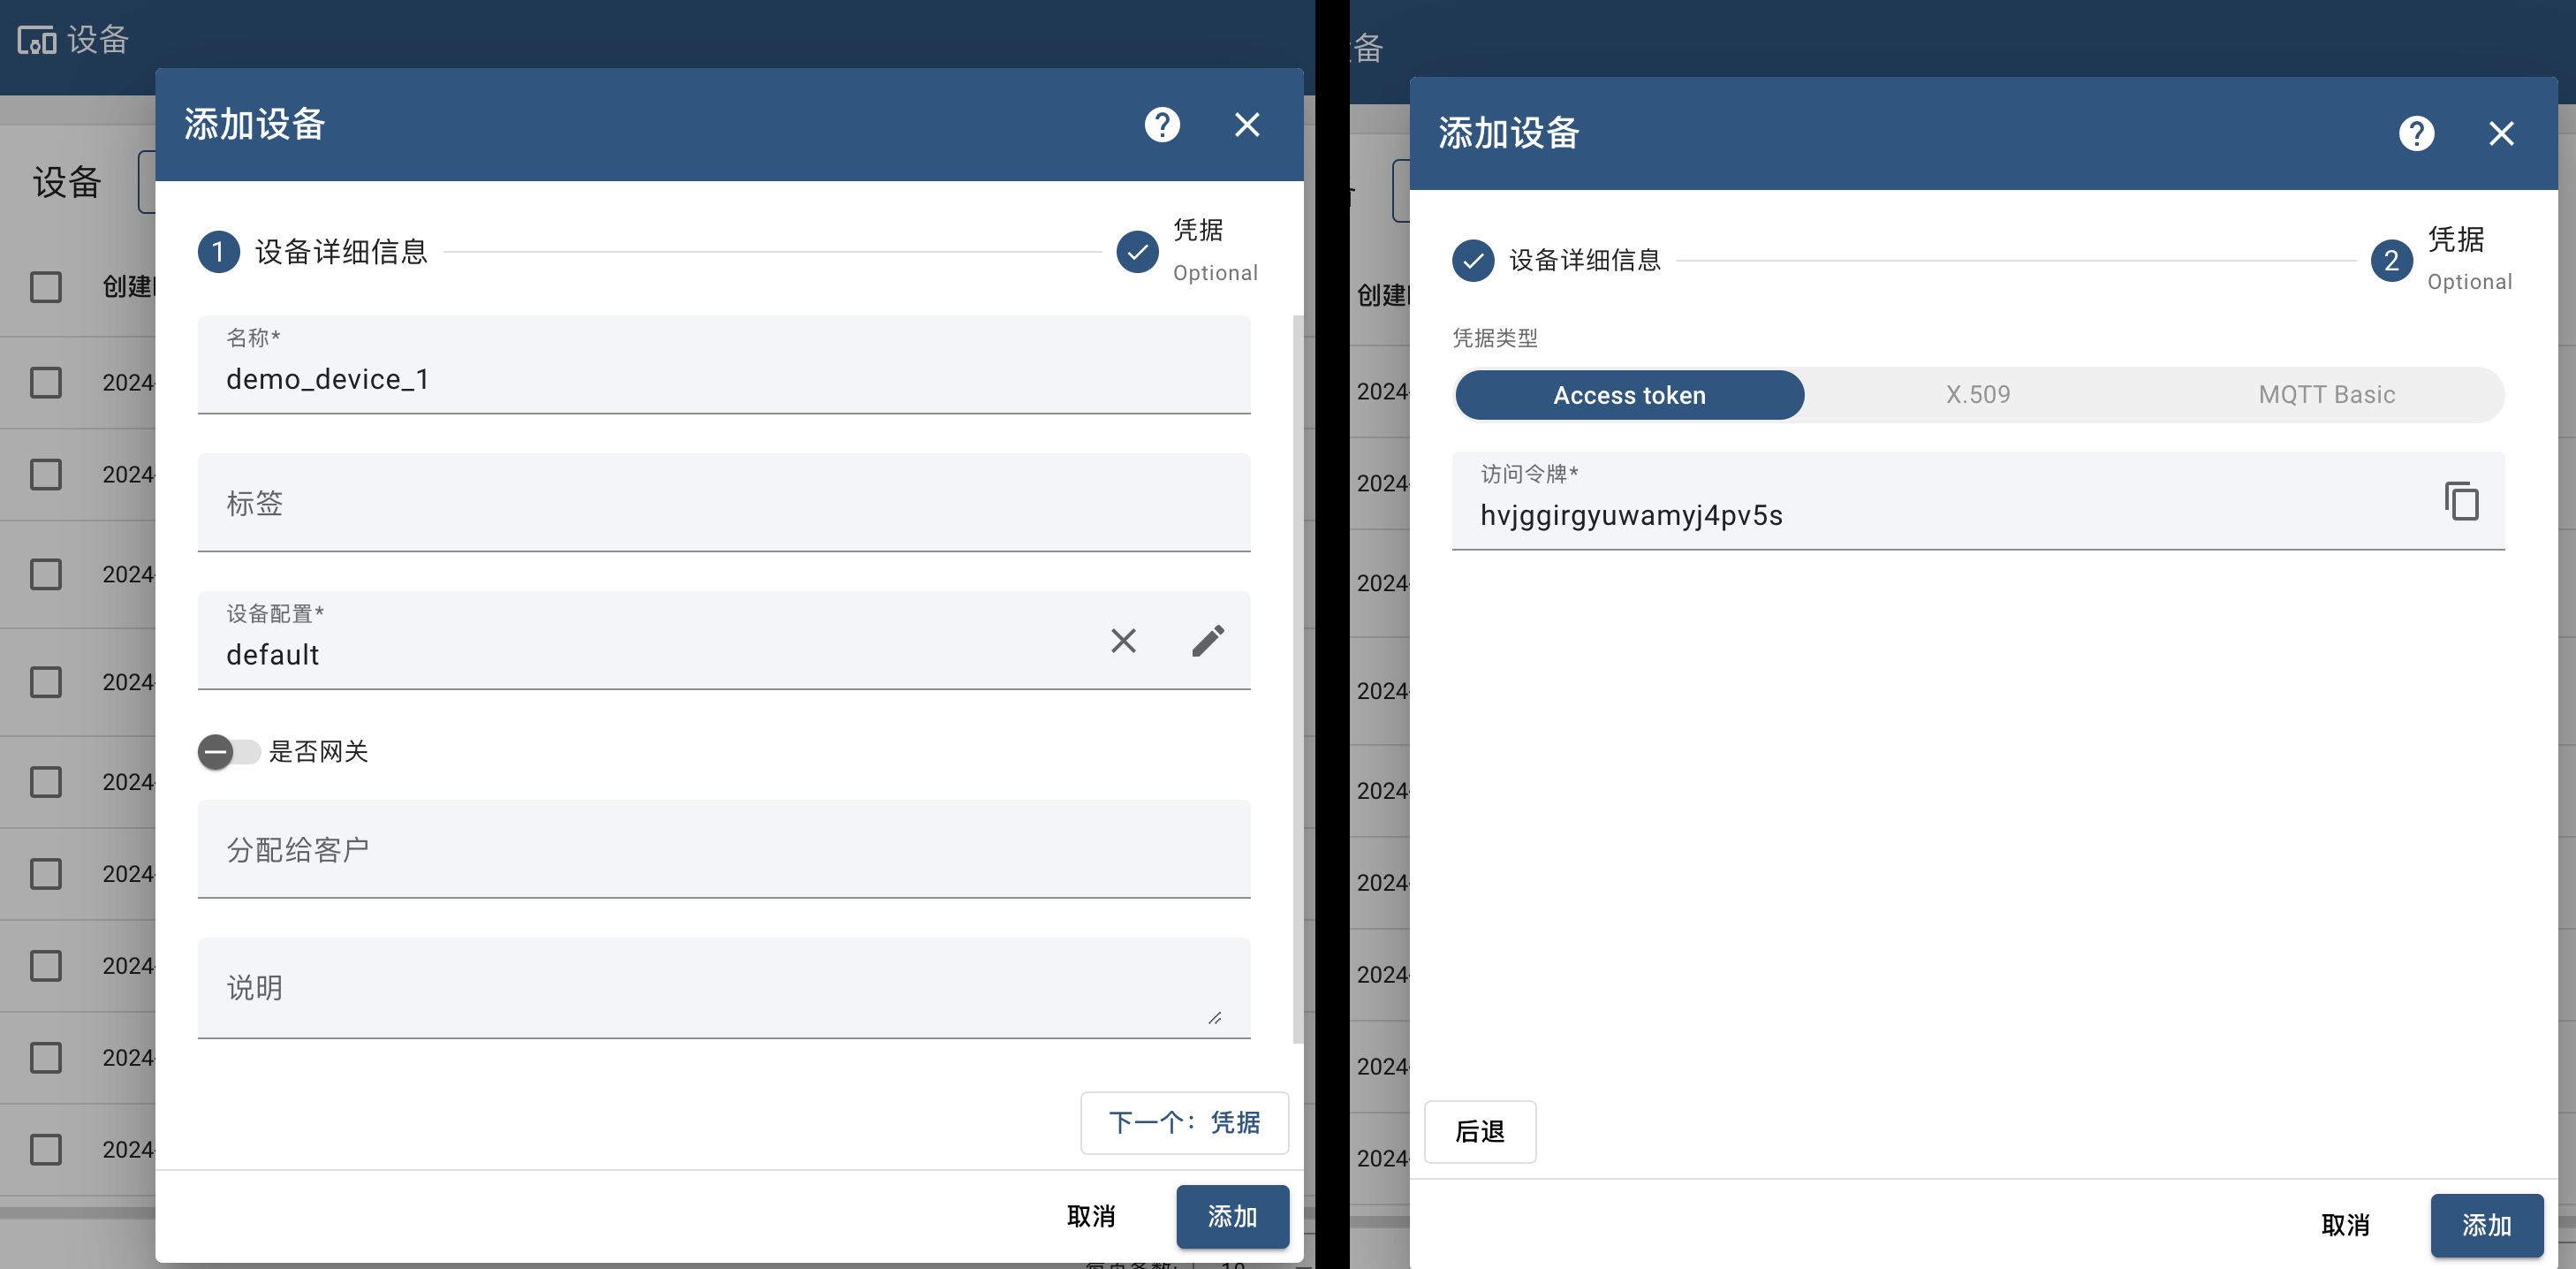 设备
添加设备
设备
1 设备详细信息
凭据
Optional
创建
名称*
demo_device_1
2024-
标签
2024-
2024-
设备配置*
default
2024-
是否网关
2024-
分配给客户
2024-
2024-
说明
2024-
下一个：凭据
2024-
取消
添加
10
备
添加设备
设备详细信息
2
凭据
Optional
创建
凭据类型
Access token
X.509
MQTT Basic
2024-
访问令牌*
hvjggirgyuwamyj4pv5s
2024-
2024-
2024-
2024-
2024-
2024-
2024-
后退
2024-
取消
添加